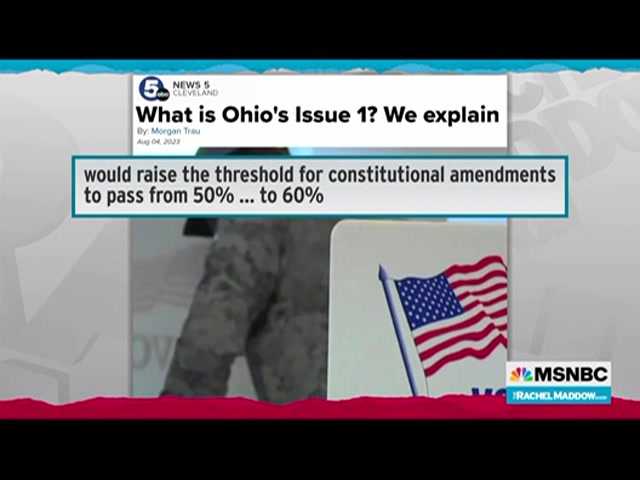 5
abc
NEWS 5
CLEVELAND
What is Ohio's Issue 1? We explain
By: Morgan Trau
Aug 04, 2023
would raise the threshold for constitutional amendments
to pass from 50% ... to 60%
MSNBC
THE RACHEL MADDOW SHOW